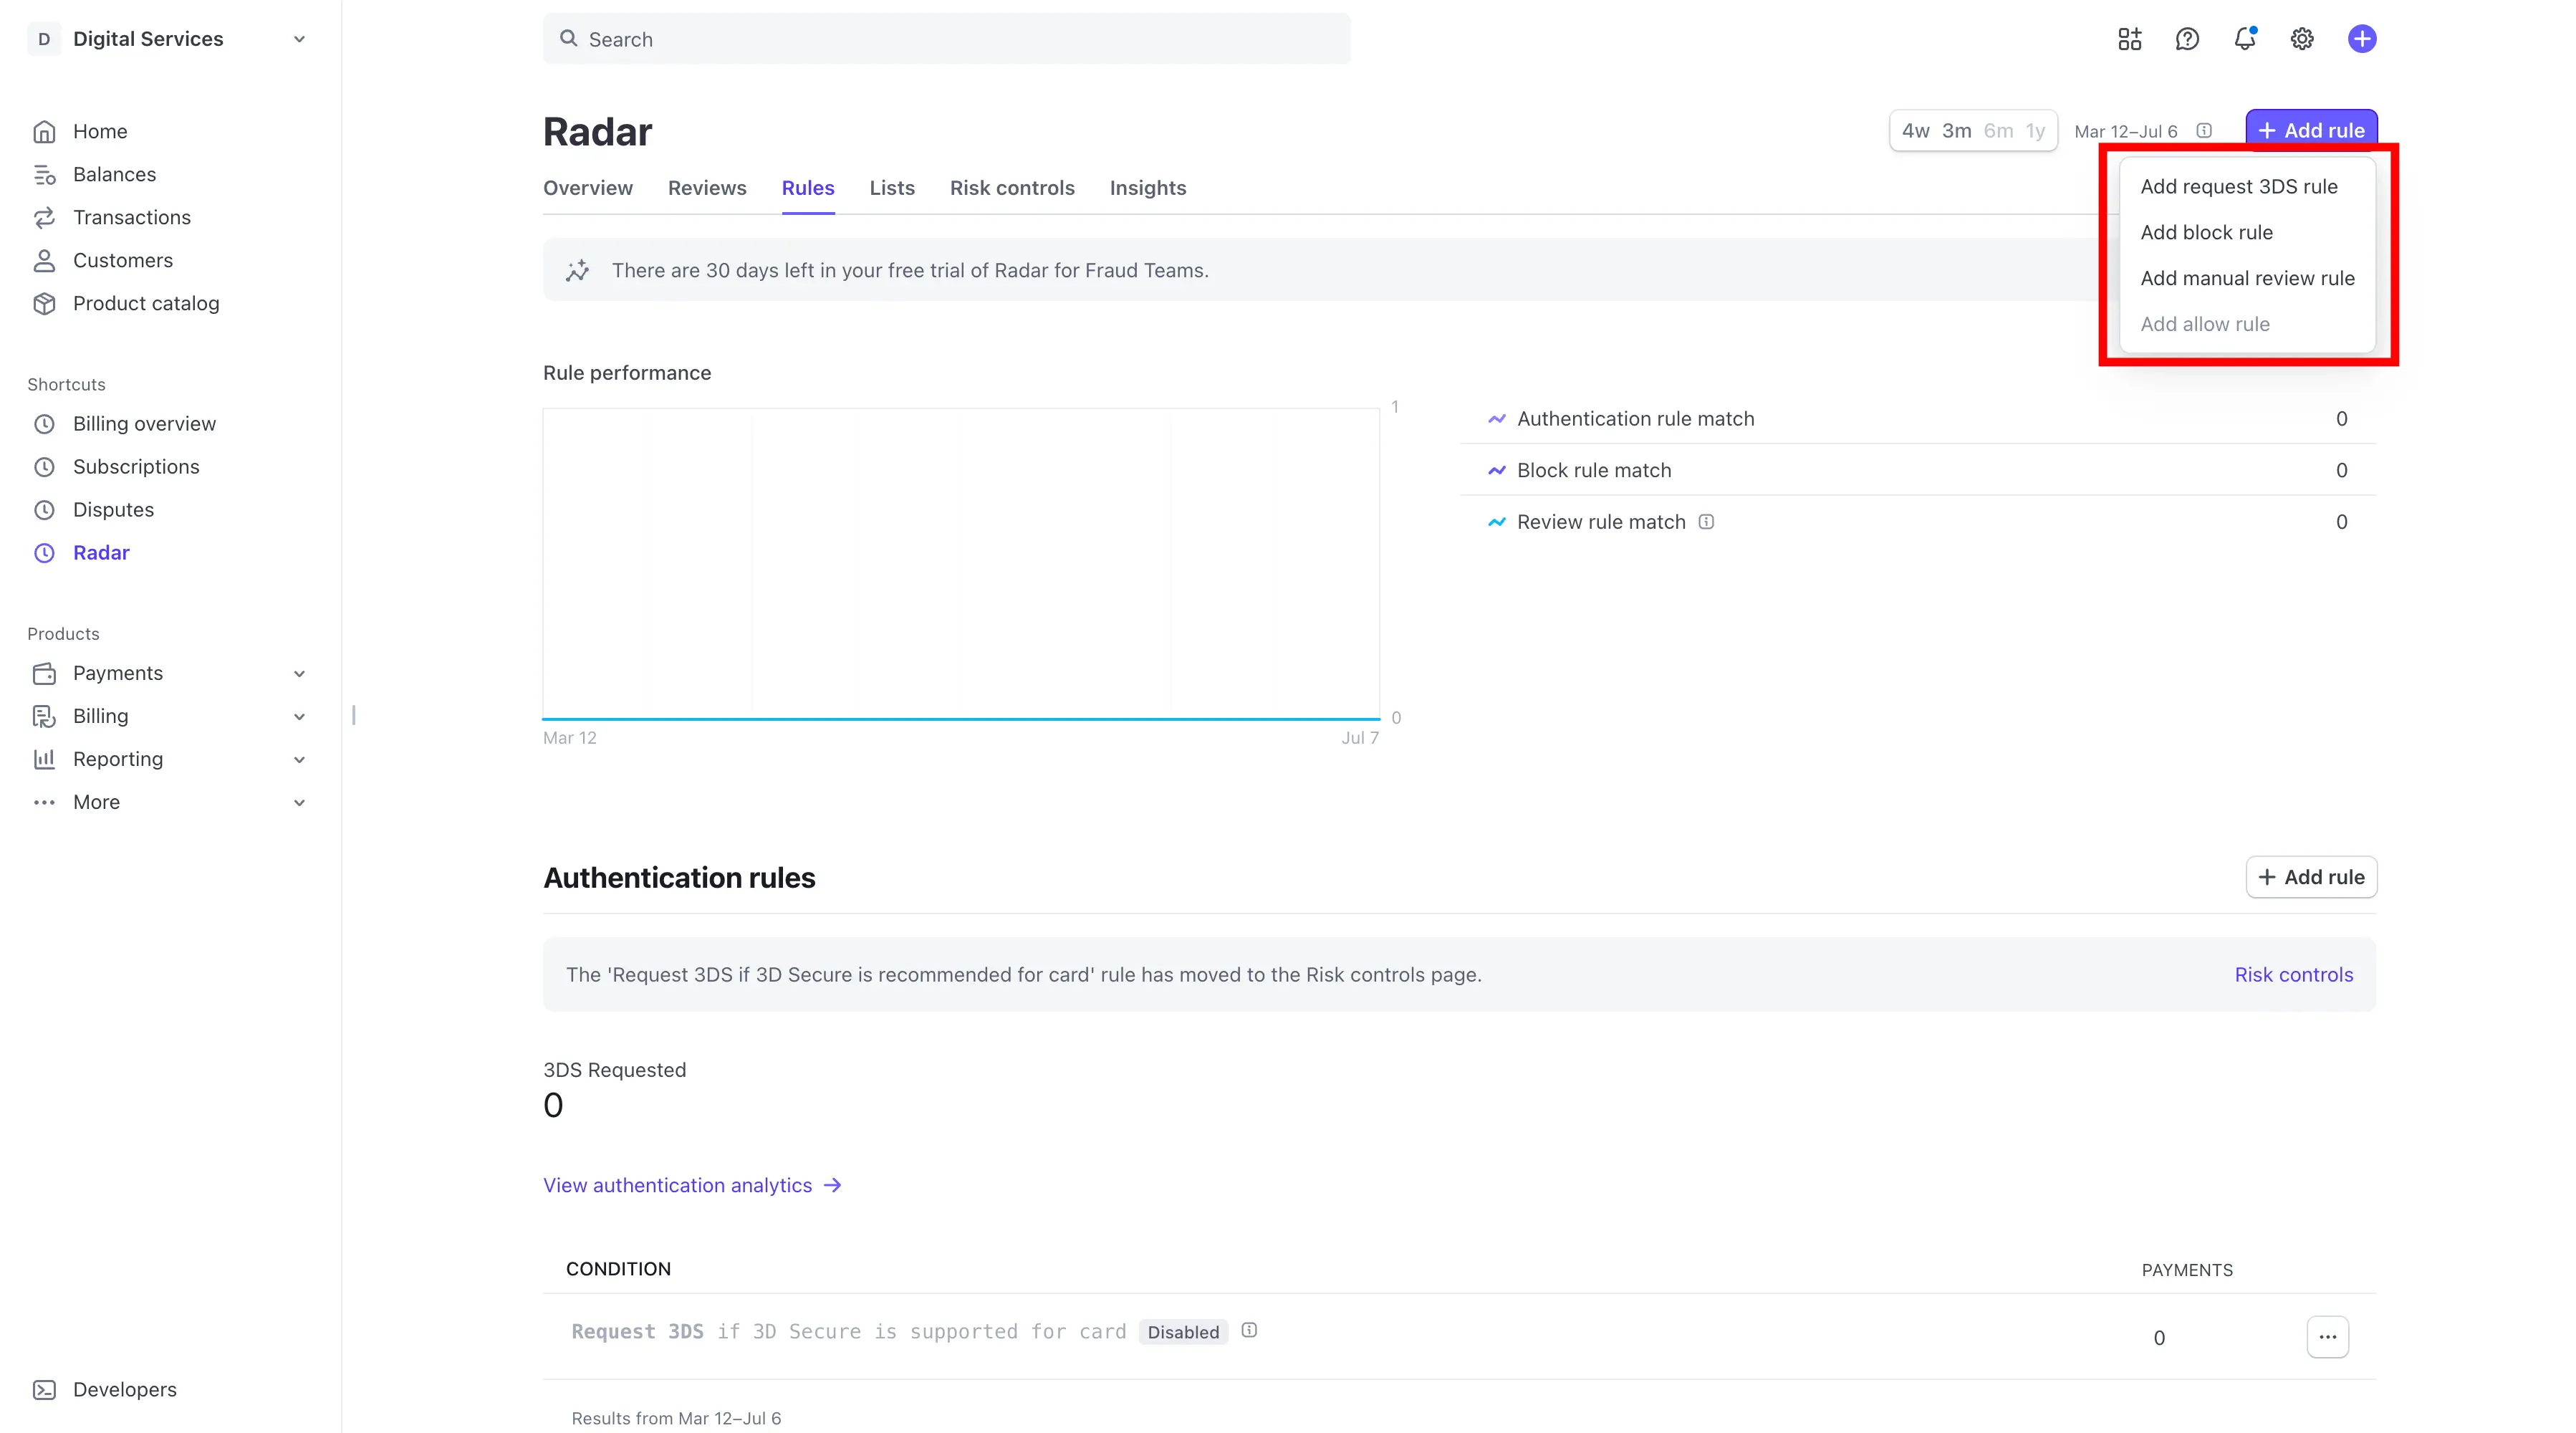 D Digital Services
Search
Home
Balances
Transactions
Customers
Product catalog
Shortcuts
Billing overview
Subscriptions
Disputes
Radar
Products
Payments
Billing
Reporting
More
Developers
Radar
4w 3m 6m 1y Mar 12–Jul 6 + Add rule
Overview Reviews Rules Lists Risk controls Insights
Add request 3DS rule
Add block rule
Add manual review rule
Add allow rule
There are 30 days left in your free trial of Radar for Fraud Teams.
Rule performance
1
0
Mar 12 Jul 7
Authentication rule match 0
Block rule match 0
Review rule match 0
Authentication rules + Add rule
The 'Request 3DS if 3D Secure is recommended for card' rule has moved to the Risk controls page. Risk controls
3DS Requested
0
View authentication analytics →
CONDITION PAYMENTS
Request 3DS if 3D Secure is supported for card Disabled 0
Results from Mar 12–Jul 6